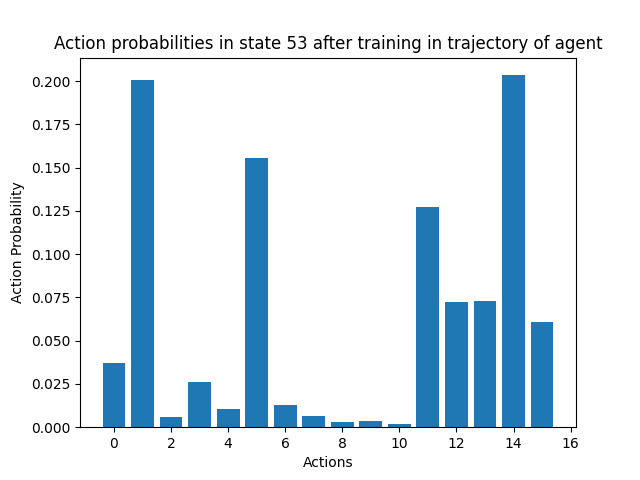 Action probabilities in state 53 after training in trajectory of agent
0.200
0.175
0.150
0.125
0.100
0.075
0.050
0.025
0.000
Action Probability
0 2 4 6 8 10 12 14 16
Actions